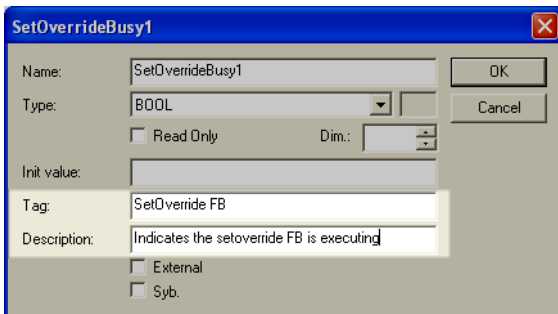 SetOverrideBusy1
Name: SetOverrideBusy1 OK
Type: BOOL Cancel
Read Only Dim.:
Init value:
Tag: SetOverride FB
Description: Indicates the setoverride FB is executing
External
Syb.